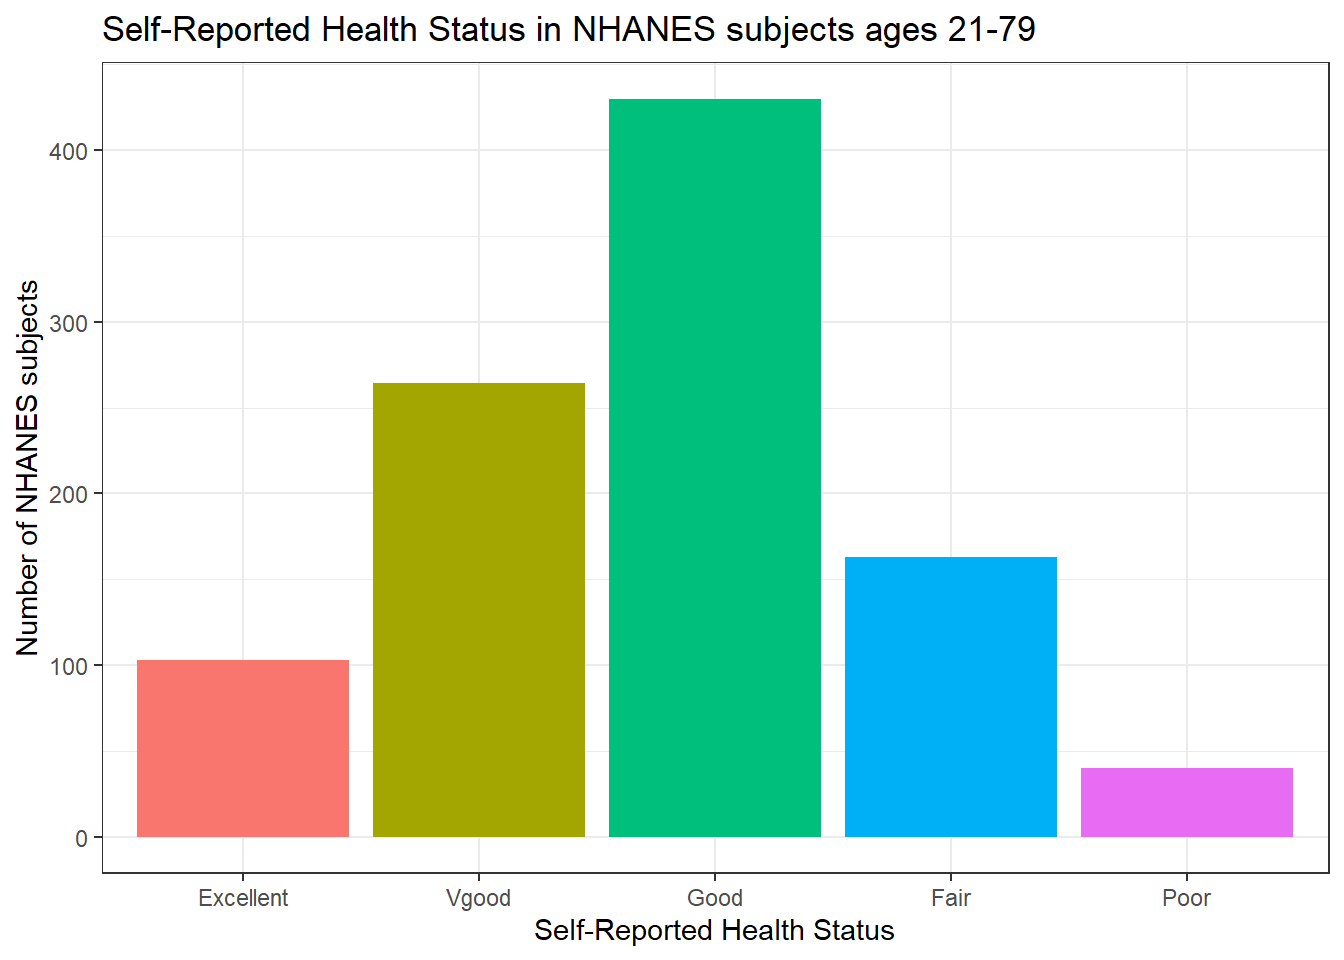 Self-Reported Health Status in NHANES subjects ages 21-79
Number of NHANES subjects
400
300
200
100
0
Excellent Vgood Good Fair Poor
Self-Reported Health Status